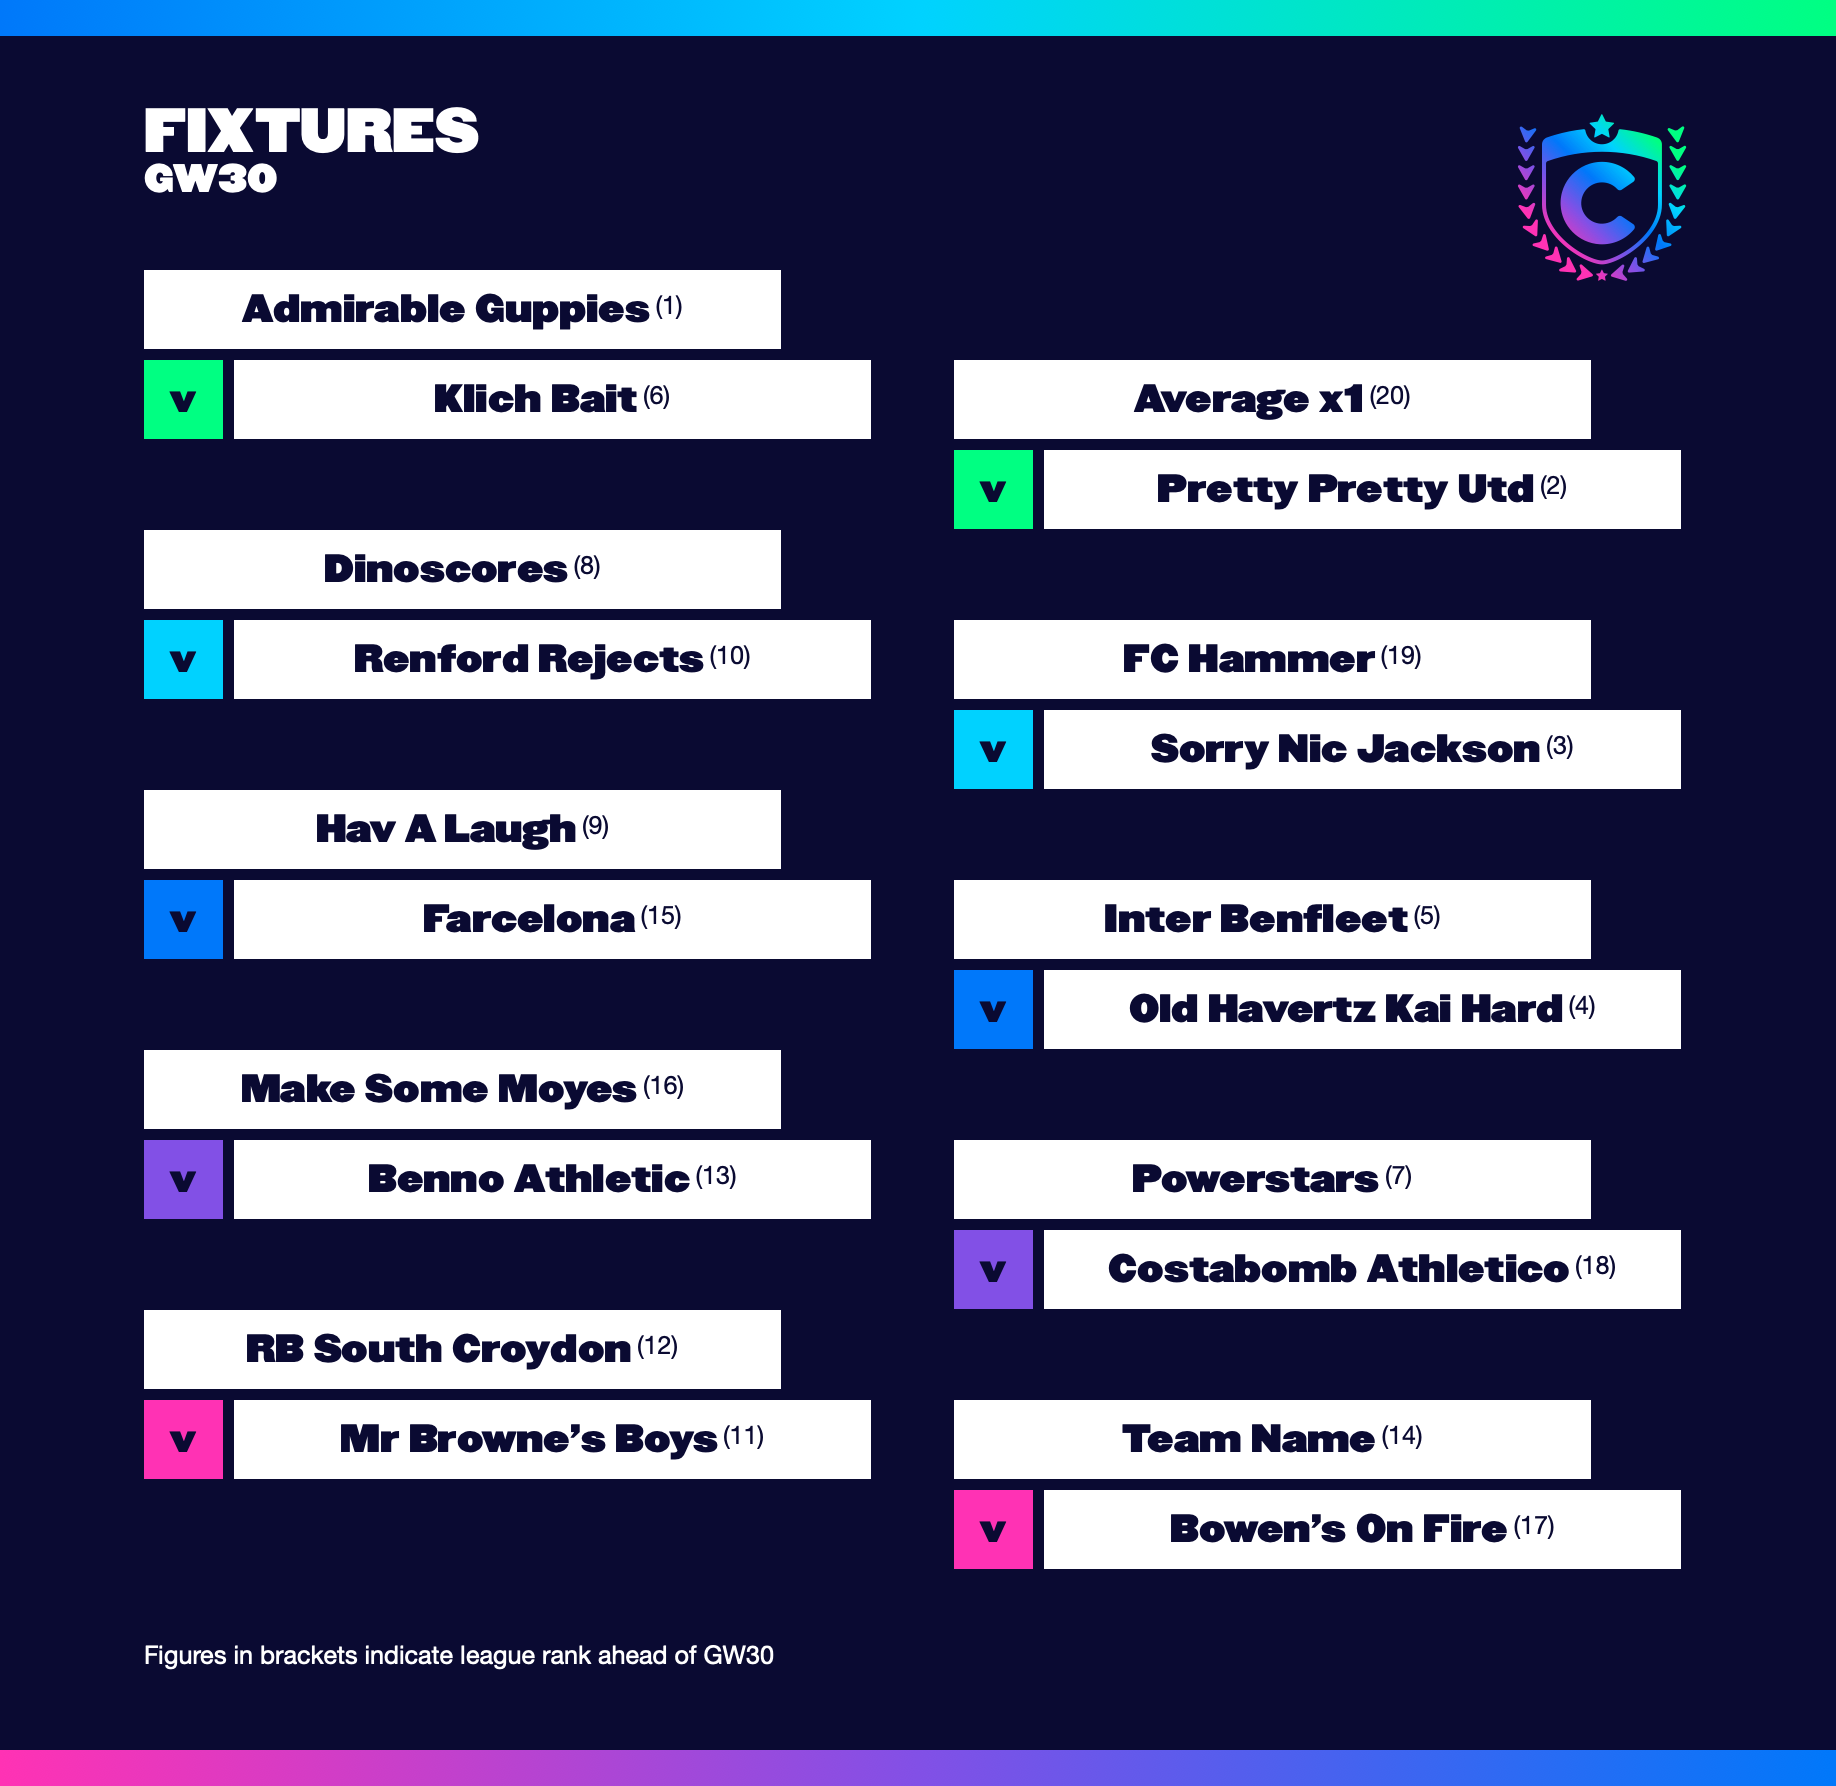 FIXTURES
GW30
Admirable Guppies (1)
v Klich Bait (6)
Dinoscores (8)
v Renford Rejects (10)
Hav A Laugh (9)
v Farcelona (15)
Make Some Moyes (16)
v Benno Athletic (13)
RB South Croydon (12)
v Mr Browne’s Boys (11)
C
Average x1 (20)
v Pretty Pretty Utd (2)
FC Hammer (19)
v Sorry Nic Jackson (3)
Inter Benfleet (5)
v Old Havertz Kai Hard (4)
Powerstars (7)
v Costabomb Athletico (18)
Team Name (14)
v Bowen’s On Fire (17)
Figures in brackets indicate league rank ahead of GW30